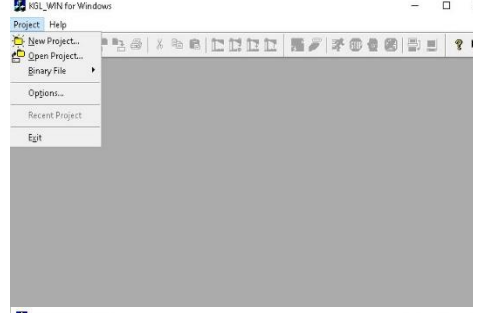 KGL_WIN for Windows
Project Help
New Project...
Open Project...
Binary File
Options...
Recent Project
Exit